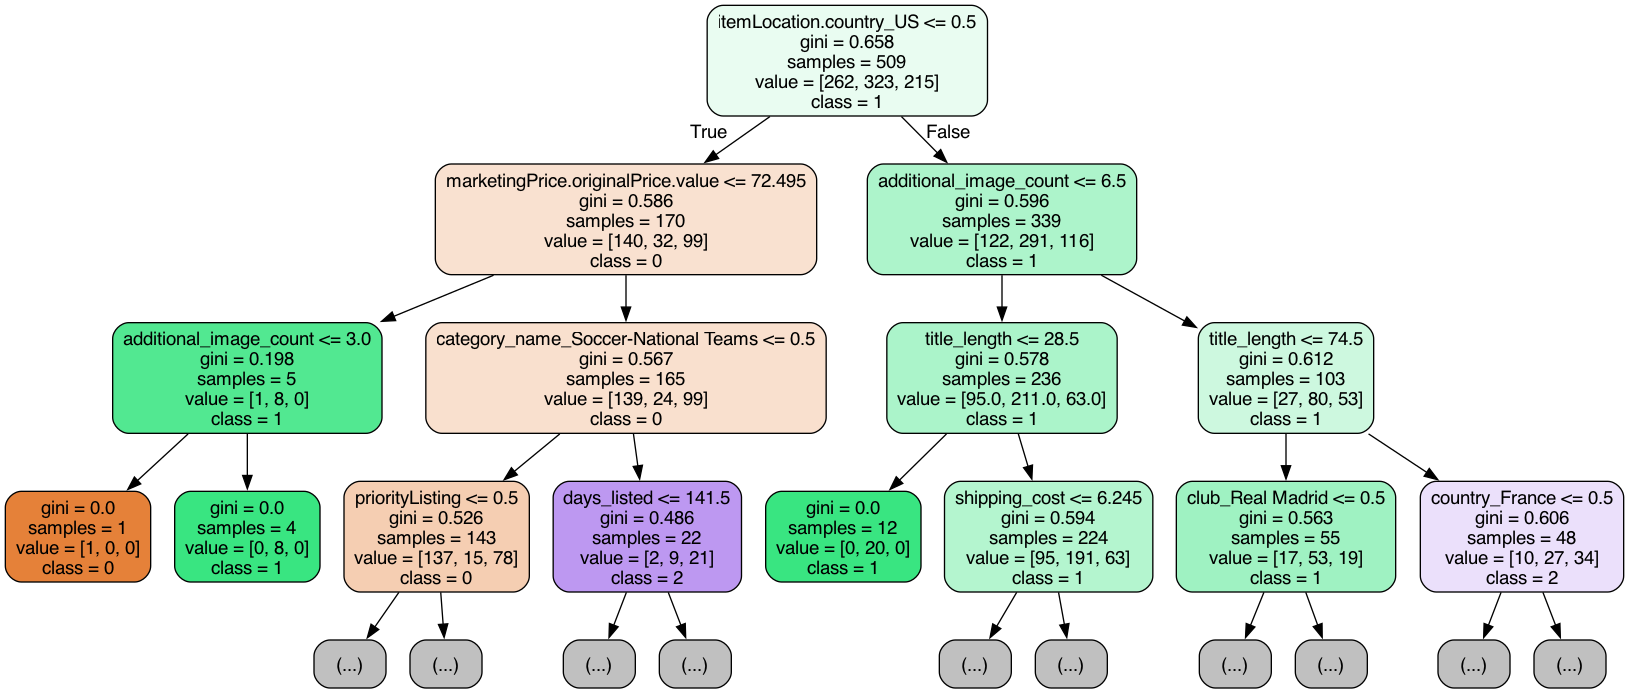 itemLocation.country_US <= 0.5
gini = 0.658
samples = 509
value = [262, 323, 215]
class = 1
True
False
marketingPrice.originalPrice.value <= 72.495
gini = 0.586
samples = 170
value = [140, 32, 99]
class = 0
additional_image_count <= 6.5
gini = 0.596
samples = 339
value = [122, 291, 116]
class = 1
additional_image_count <= 3.0
gini = 0.198
samples = 5
value = [1, 8, 0]
class = 1
category_name_Soccer-National Teams <= 0.5
gini = 0.567
samples = 165
value = [139, 24, 99]
class = 0
title_length <= 28.5
gini = 0.578
samples = 236
value = [95.0, 211.0, 63.0]
class = 1
title_length <= 74.5
gini = 0.612
samples = 103
value = [27, 80, 53]
class = 1
gini = 0.0
samples = 1
value = [1, 0, 0]
class = 0
gini = 0.0
samples = 4
value = [0, 8, 0]
class = 1
priorityListing <= 0.5
gini = 0.526
samples = 143
value = [137, 15, 78]
class = 0
days_listed <= 141.5
gini = 0.486
samples = 22
value = [2, 9, 21]
class = 2
gini = 0.0
samples = 12
value = [0, 20, 0]
class = 1
shipping_cost <= 6.245
gini = 0.594
samples = 224
value = [95, 191, 63]
class = 1
club_Real Madrid <= 0.5
gini = 0.563
samples = 55
value = [17, 53, 19]
class = 1
country_France <= 0.5
gini = 0.606
samples = 48
value = [10, 27, 34]
class = 2
(...)
(...)
(...)
(...)
(...)
(...)
(...)
(...)
(...)
(...)